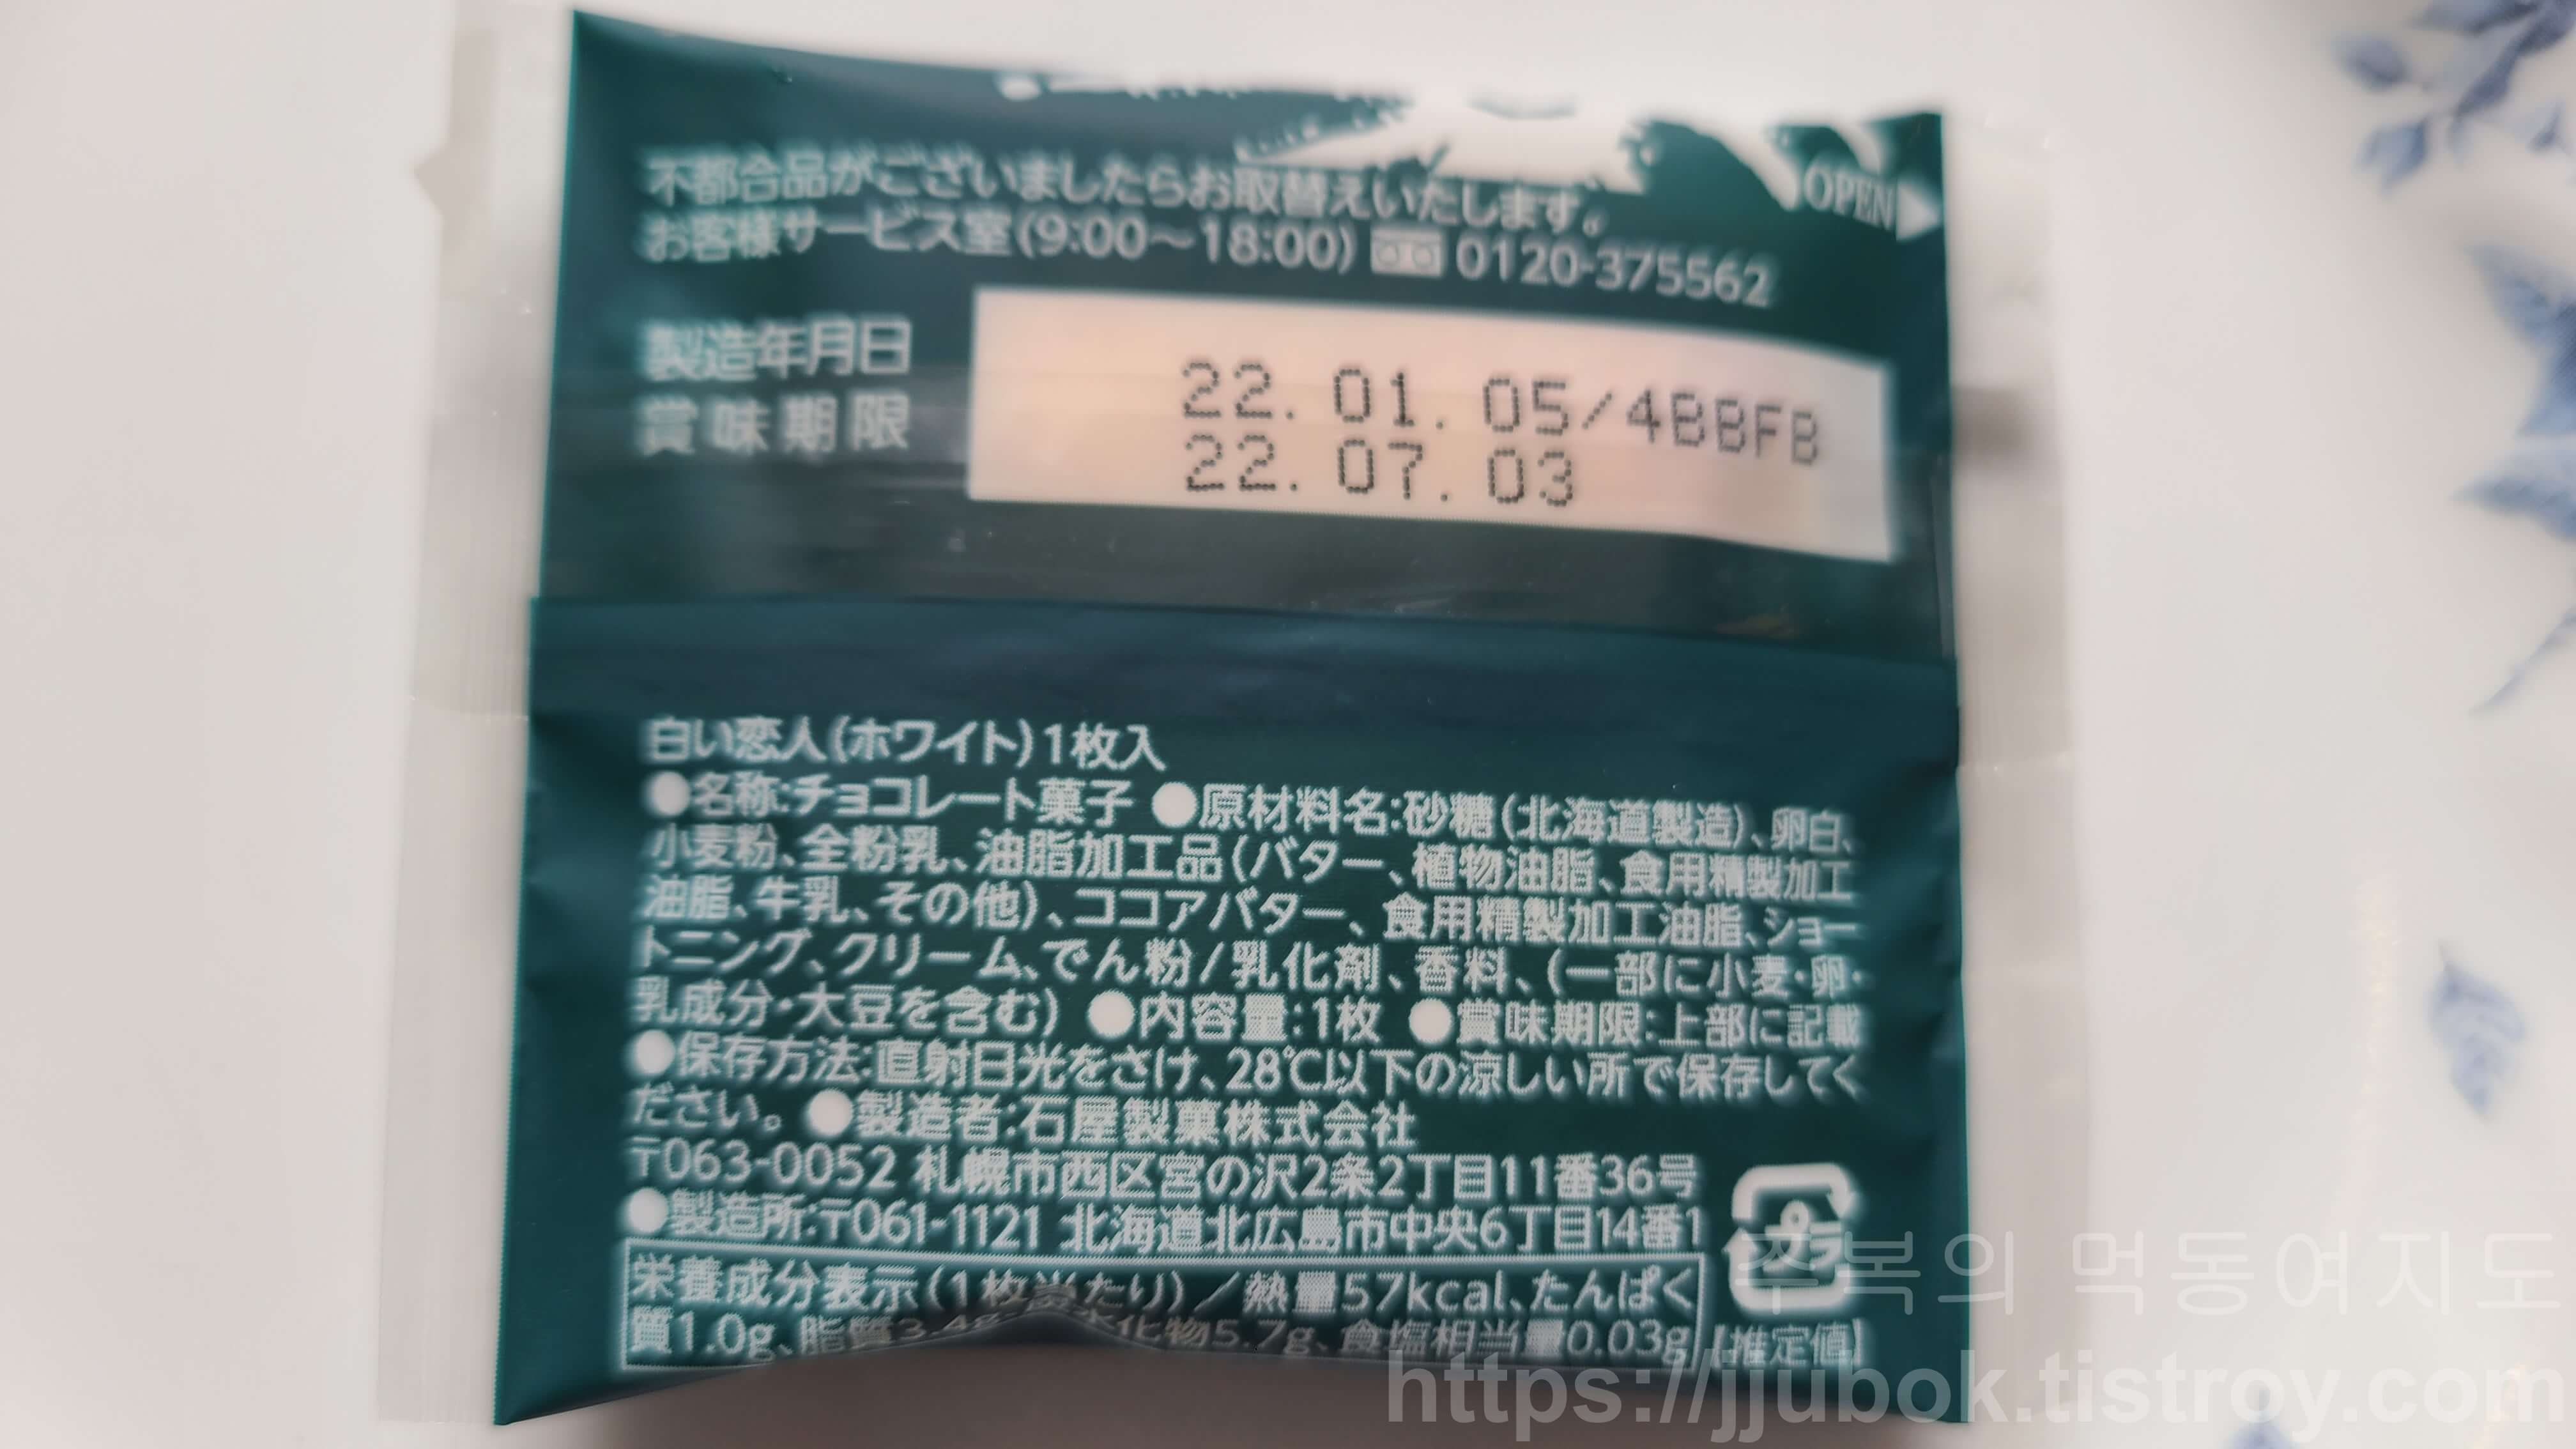 不都合品がございましたらお取替えいたします。
OPEN
お客様サービス室(9:00〜18:00) 0120-375562
製造年月日 22.01.05/4BBFB
賞味期限 22.07.03
白い恋人(ホワイト)1枚入
●名称:チョコレート菓子 ●原材料名:砂糖(北海道製造)、卵白、
小麦粉、全粉乳、油脂加工品(バター、植物油脂、食用精製加工
油脂、牛乳、その他)、ココアバター、食用精製加工油脂、ショー
トニング、クリーム、でん粉/乳化剤、香料、(一部に小麦・卵・
乳成分・大豆を含む) ●内容量:1枚 ●賞味期限:上部に記載
●保存方法:直射日光をさけ、28℃以下の涼しい所で保存してく
ださい。 ●製造者:石屋製菓株式会社
〒063-0052 札幌市西区宮の沢2条2丁目11番36号
●製造所:〒061-1121 北海道北広島市中央6丁目14番1
プラ
栄養成分表示(1枚当たり)/熱量57kcal、たんぱく
質1.0g、脂質3.4g、炭水化物5.7g、食塩相当量0.03g [推定値]
주복의 먹동여지도
https://jjubok.tistroy.com